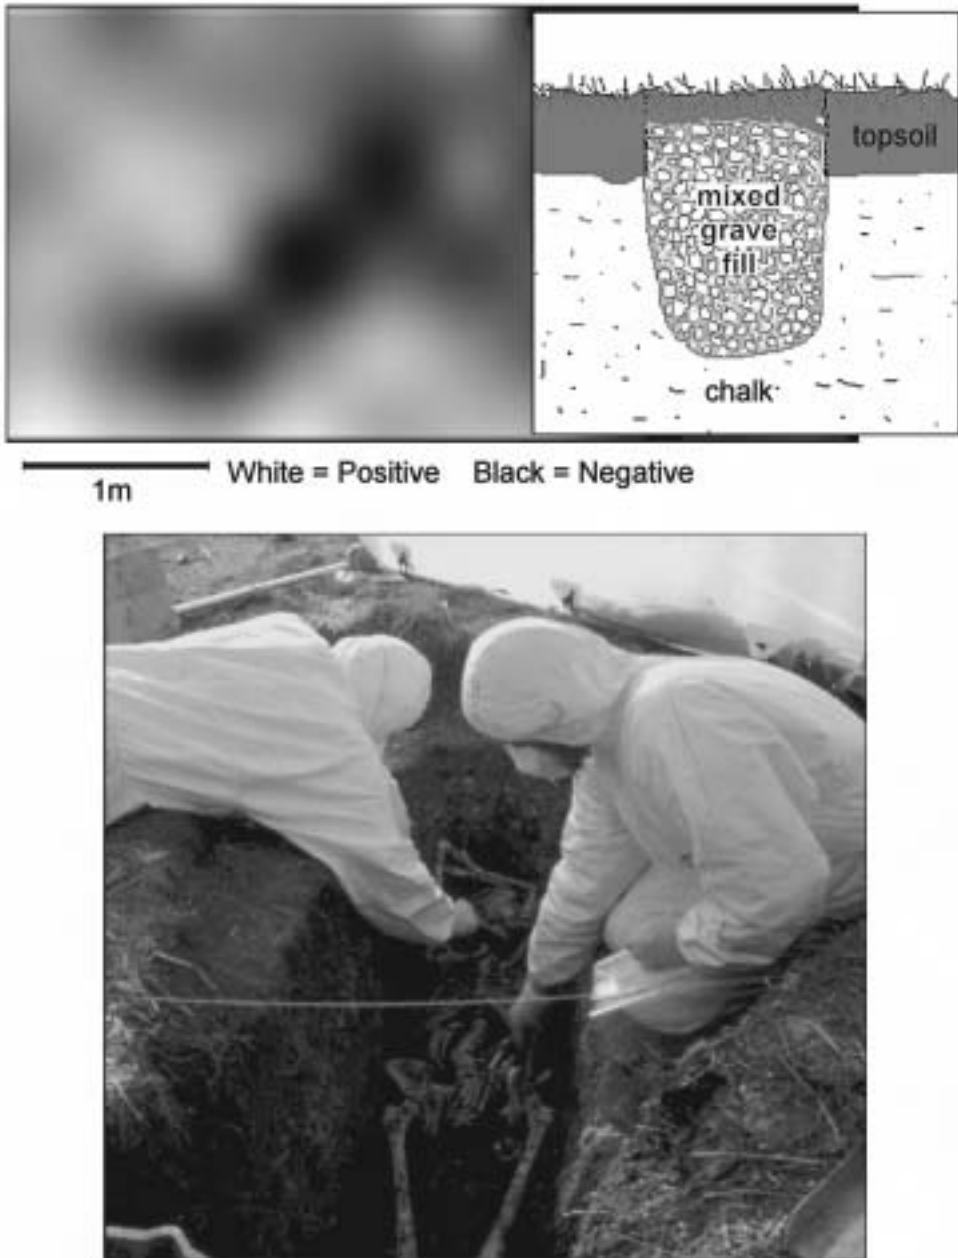 topsoil
mixed
grave
fill
chalk
1m
White = Positive Black = Negative